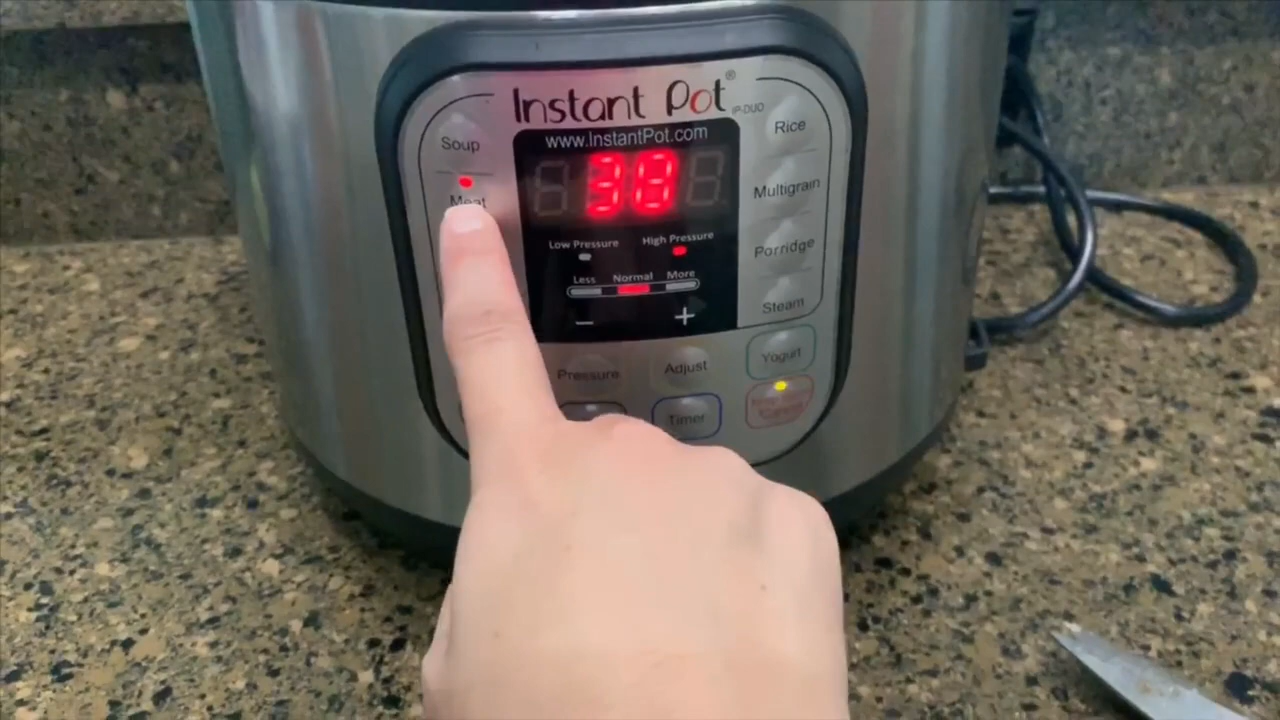 Instant Pot®
IP-DUO
www.InstantPot.com
Soup
Meat
38
Low Pressure
High Pressure
Less Normal More
− +
Rice
Multigrain
Porridge
Steam
Pressure
Adjust
Yogurt
Timer